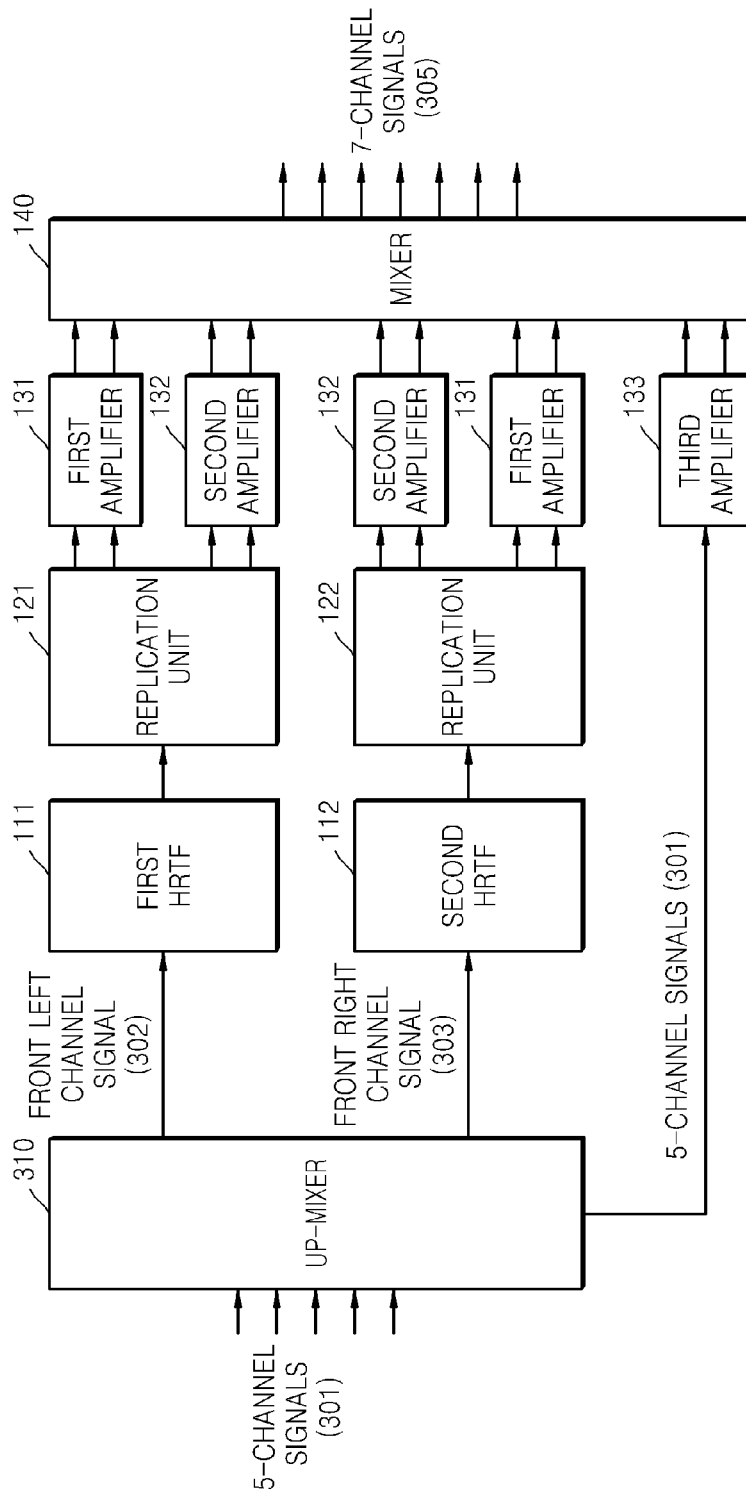 5-CHANNEL
SIGNALS
(301)
310
UP-MIXER
FRONT LEFT
CHANNEL
SIGNAL
(302)
FRONT RIGHT
CHANNEL
SIGNAL
(303)
5-CHANNEL SIGNALS (301)
111
FIRST
HRTF
112
SECOND
HRTF
121
REPLICATION
UNIT
122
REPLICATION
UNIT
131
FIRST
AMPLIFIER
132
SECOND
AMPLIFIER
132
SECOND
AMPLIFIER
131
FIRST
AMPLIFIER
133
THIRD
AMPLIFIER
140
MIXER
7-CHANNEL
SIGNALS
(305)